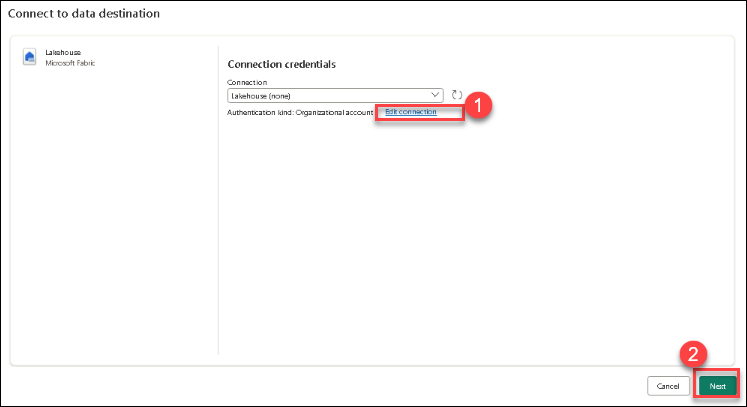 Connect to data destination
Lakehouse
Microsoft Fabric
Connection credentials
Connection
Lakehouse (none)
Authentication kind: Organizational account
Edit connection
1
2
Cancel
Next